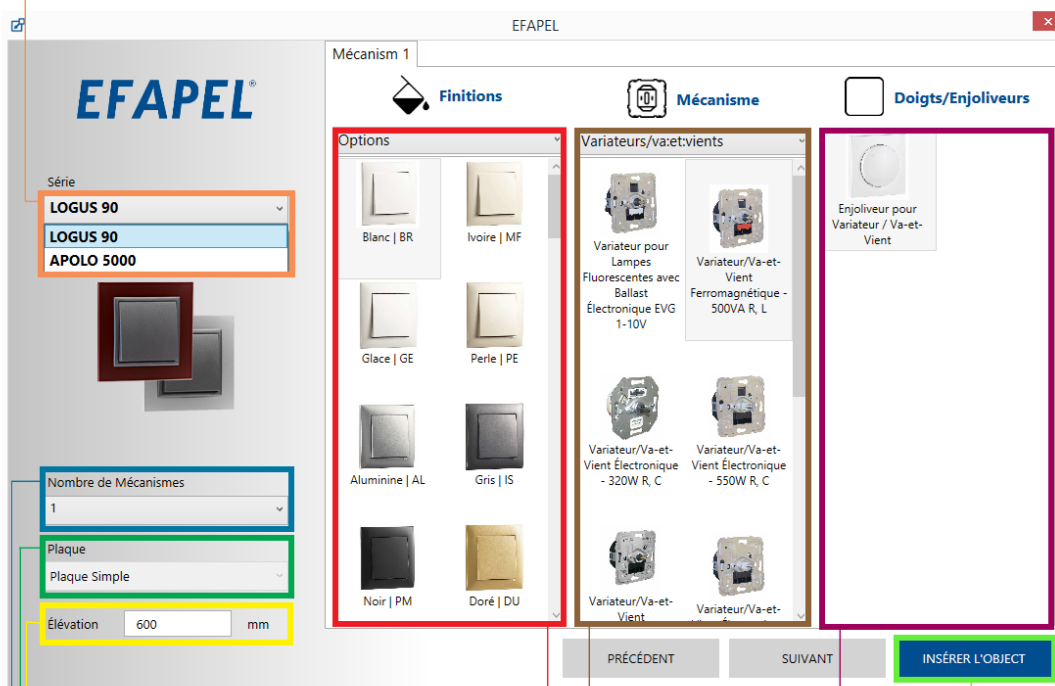 EFAPEL
EFAPEL®
Série
LOGUS 90
LOGUS 90
APOLO 5000
Nombre de Mécanismes
1
Plaque
Plaque Simple
Élévation 600 mm
Mécanism 1
Finitions
Mécanisme
Doigts/Enjoliveurs
Options
Blanc | BR
Ivoire | MF
Glace | GE
Perle | PE
Aluminine | AL
Gris | IS
Noir | PM
Doré | DU
Variateurs/va:et:vients
Variateur pour
Lampes
Fluorescentes avec
Ballast
Électronique EVG
1-10V
Variateur/Va-et-
Vient
Ferromagnétique -
500VA R, L
Variateur/Va-et-
Vient Électronique
- 320W R, C
Variateur/Va-et-
Vient Électronique
- 550W R, C
Variateur/Va-et-
Vient
Variateur/Va-et-
Enjoliveur pour
Variateur / Va-et-
Vient
PRÉCÉDENT
SUIVANT
INSÉRER L'OBJECT